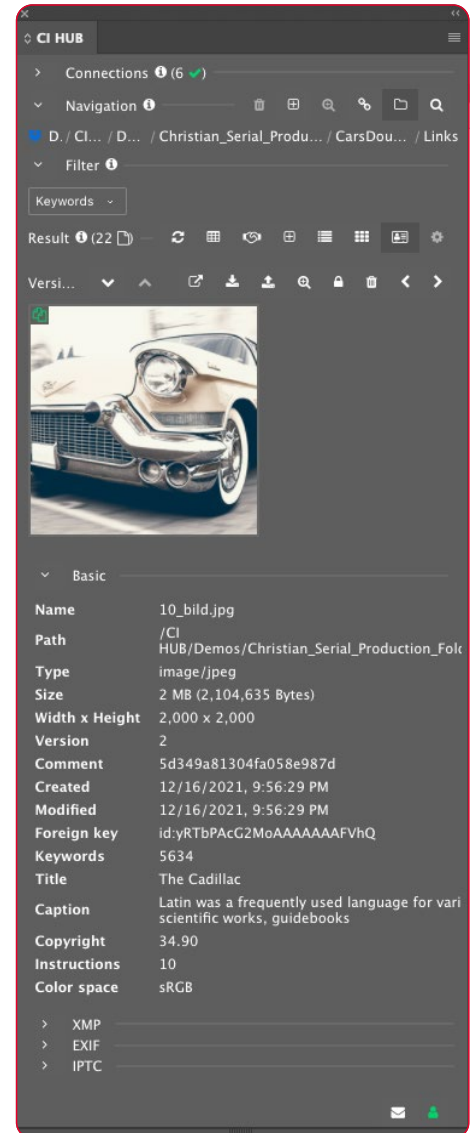 CI HUB
Connections (6 ✓)
Navigation
D./ CI... / D... / Christian_Serial_Produ... / CarsDou... / Links
Filter
Keywords
Result (22)
Versi...
Basic
Name 10_bild.jpg
Path /CI
HUB/Demos/Christian_Serial_Production_Fold
Type image/jpeg
Size 2 MB (2,104,635 Bytes)
Width x Height 2,000 x 2,000
Version 2
Comment 5d349a81304fa058e987d
Created 12/16/2021, 9:56:29 PM
Modified 12/16/2021, 9:56:29 PM
Foreign key id:yRTbPAcG2MoAAAAAAAFVhQ
Keywords 5634
Title The Cadillac
Caption Latin was a frequently used language for vari
scientific works, guidebooks
Copyright 34.90
Instructions 10
Color space sRGB
XMP
EXIF
IPTC